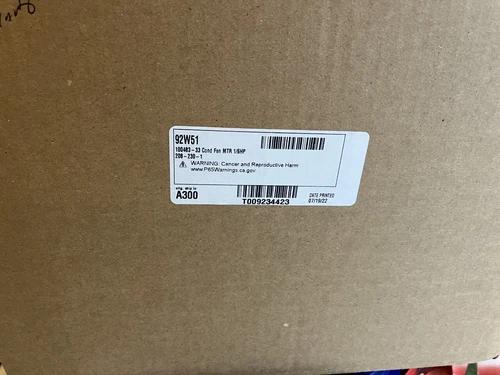 92W51
100483-33 Cond Fan MTR 1/6HP
208-230-1
WARNING: Cancer and Reproductive Harm
www.P65Warnings.ca.gov
A300
T009234423
DATE PRINTED
07/19/22